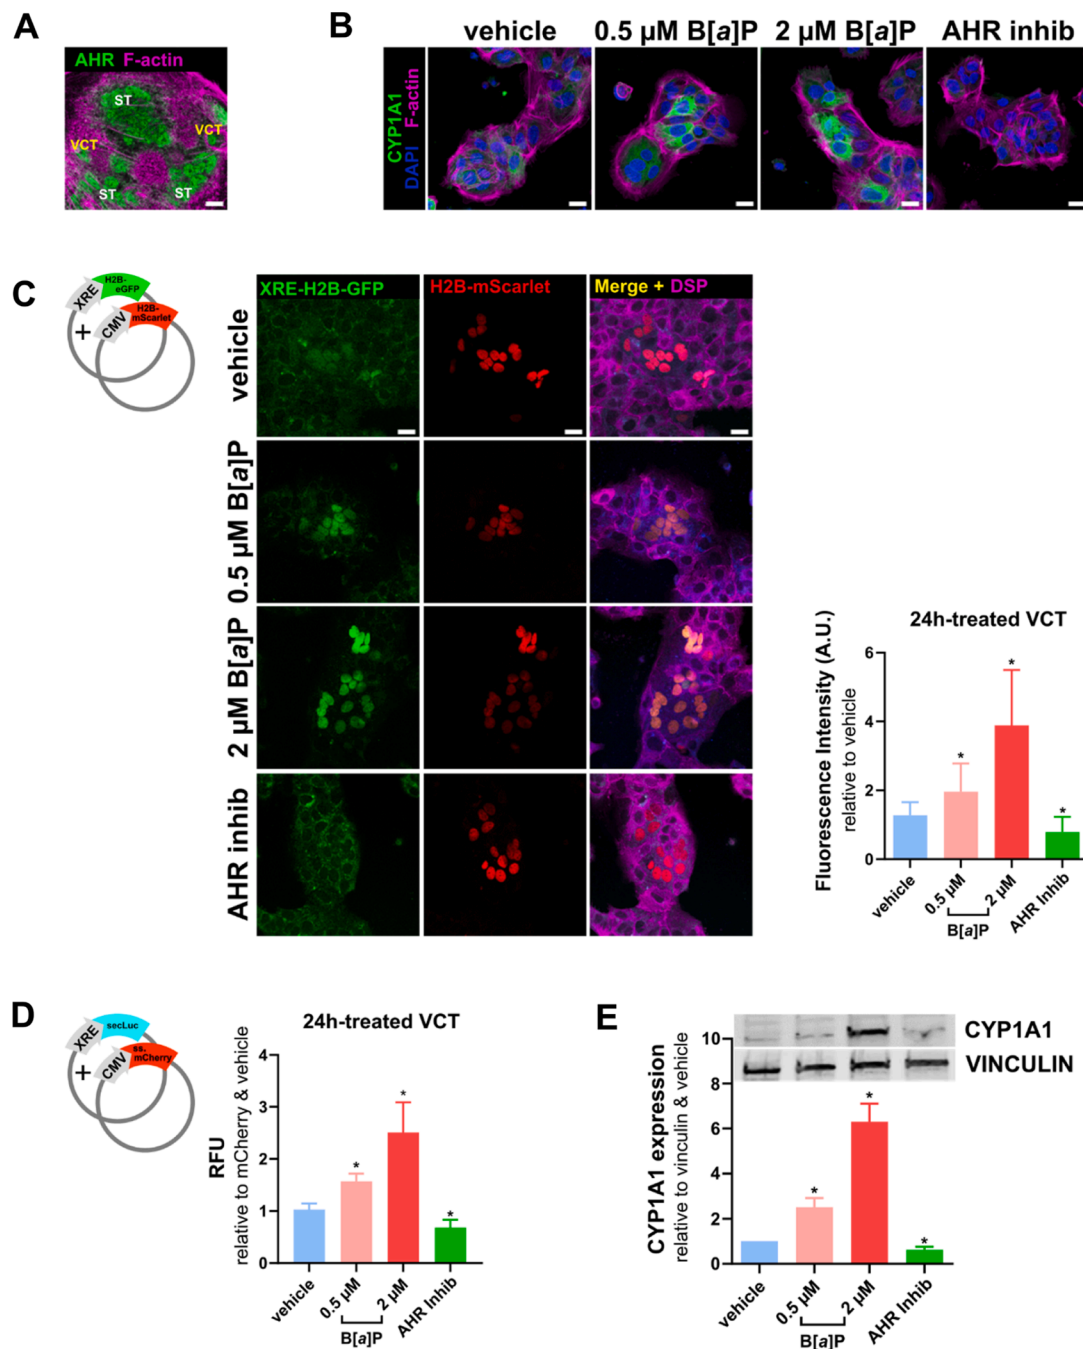 A
AHR F-actin
ST
VCT
VCT
ST
ST
B
vehicle
0.5 µM B[a]P
2 µM B[a]P
AHR inhib
CYP1A1
F-actin
DAPI
C
XRE
H2B-
eGFP
+
CMV
H2B-
mScarlet
XRE-H2B-GFP
H2B-mScarlet
Merge + DSP
vehicle
0.5 µM B[a]P
2 µM B[a]P
AHR inhib
24h-treated VCT
Fluorescence Intensity (A.U.)
relative to vehicle
6
4
2
0
*
*
*
vehicle
0.5 µM
2 µM
AHR Inhib
B[a]P
D
XRE
secLuc
+
CMV
ss.
mCherry
24h-treated VCT
RFU
relative to mCherry & vehicle
4
3
2
1
0
*
*
*
vehicle
0.5 µM
2 µM
AHR Inhib
B[a]P
E
CYP1A1
VINCULIN
CYP1A1 expression
relative to vinculin & vehicle
10
8
6
4
2
0
*
*
*
vehicle
0.5 µM
2 µM
AHR Inhib
B[a]P